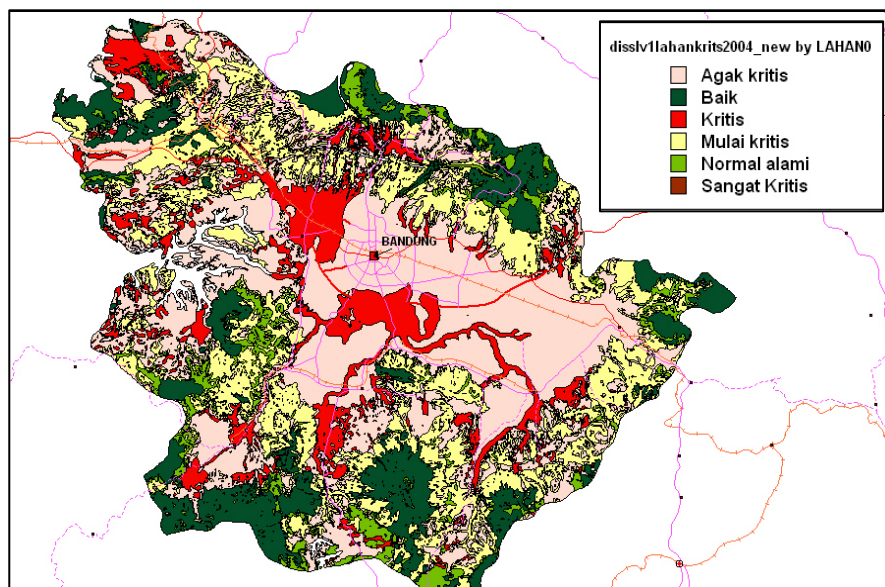 disslv1lahankrits2004_new by LAHAN0
Agak kritis
Baik
Kritis
Mulai kritis
Normal alami
Sangat Kritis
BANDUNG